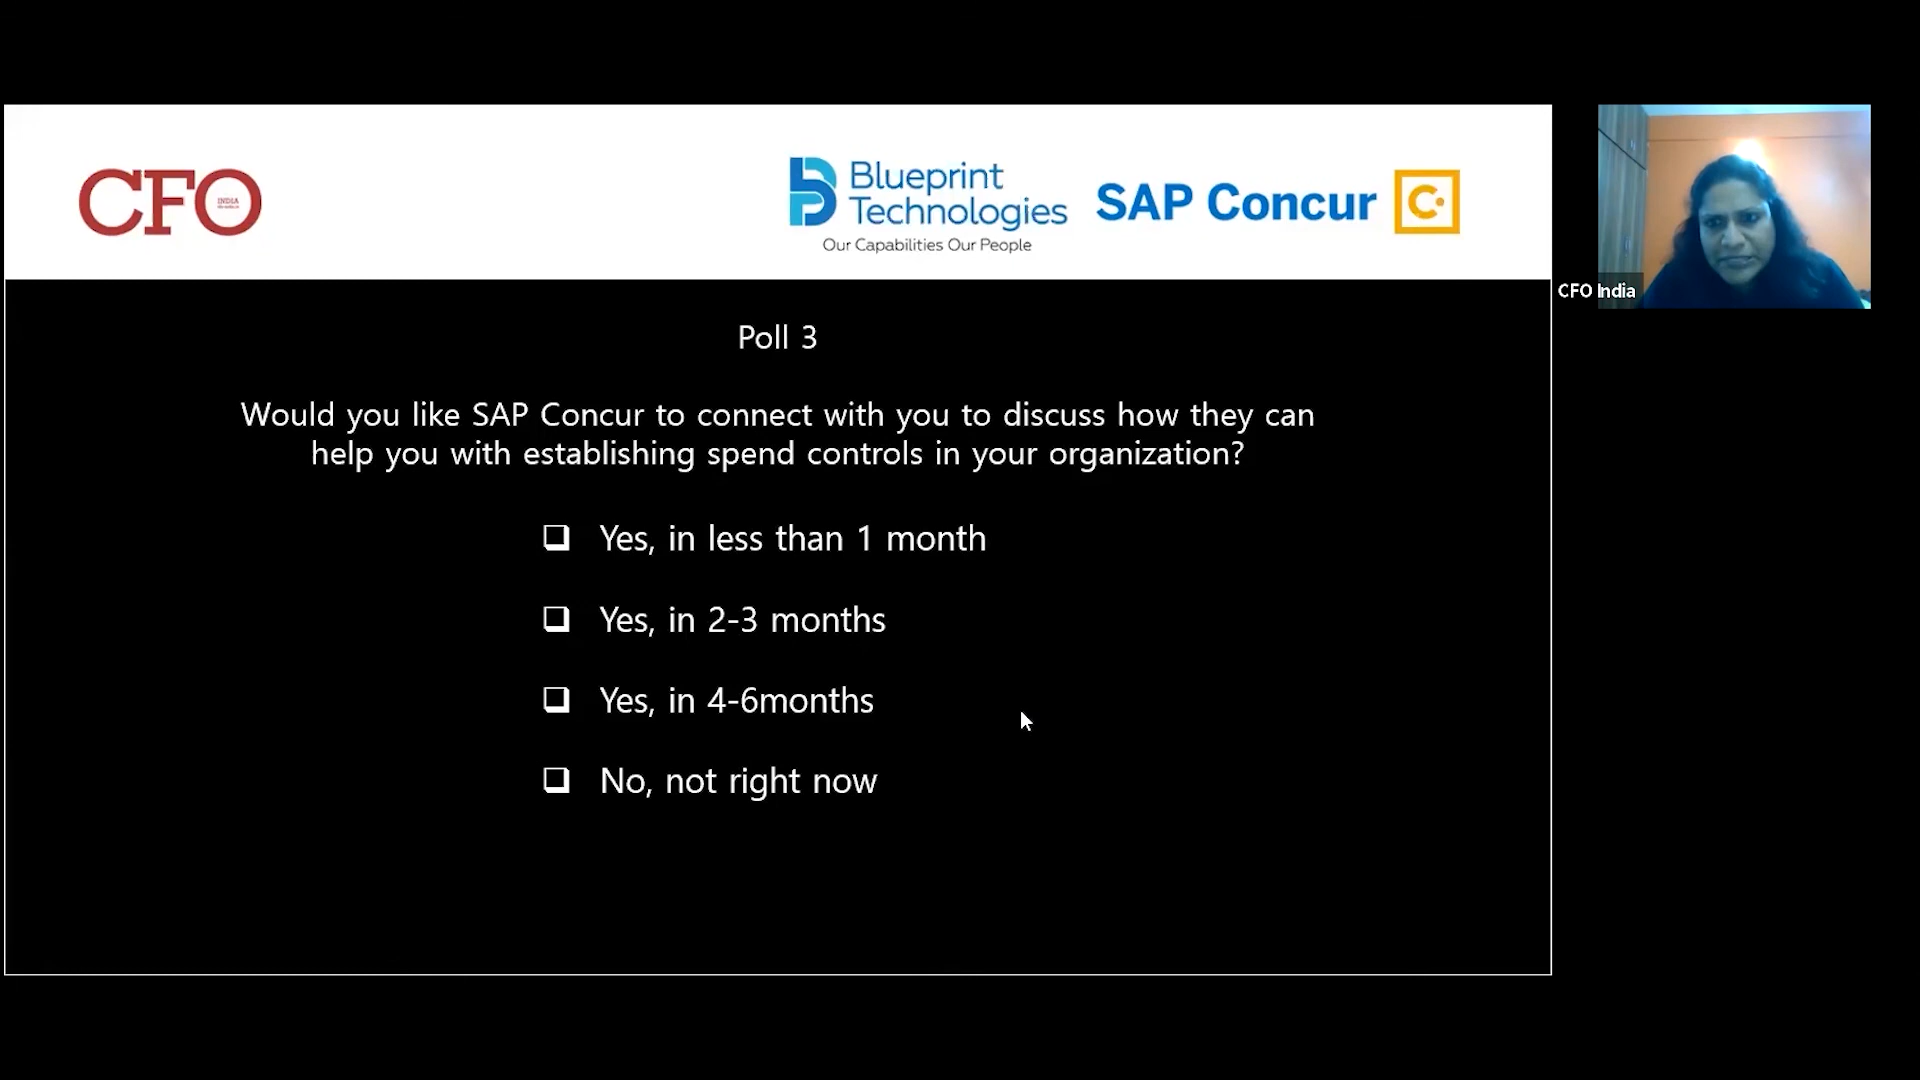 CFO
INDIA
Blueprint
Technologies
Our Capabilities Our People
SAP Concur
C
CFO India
Poll 3
Would you like SAP Concur to connect with you to discuss how they can
help you with establishing spend controls in your organization?
Yes, in less than 1 month
Yes, in 2-3 months
Yes, in 4-6months
No, not right now